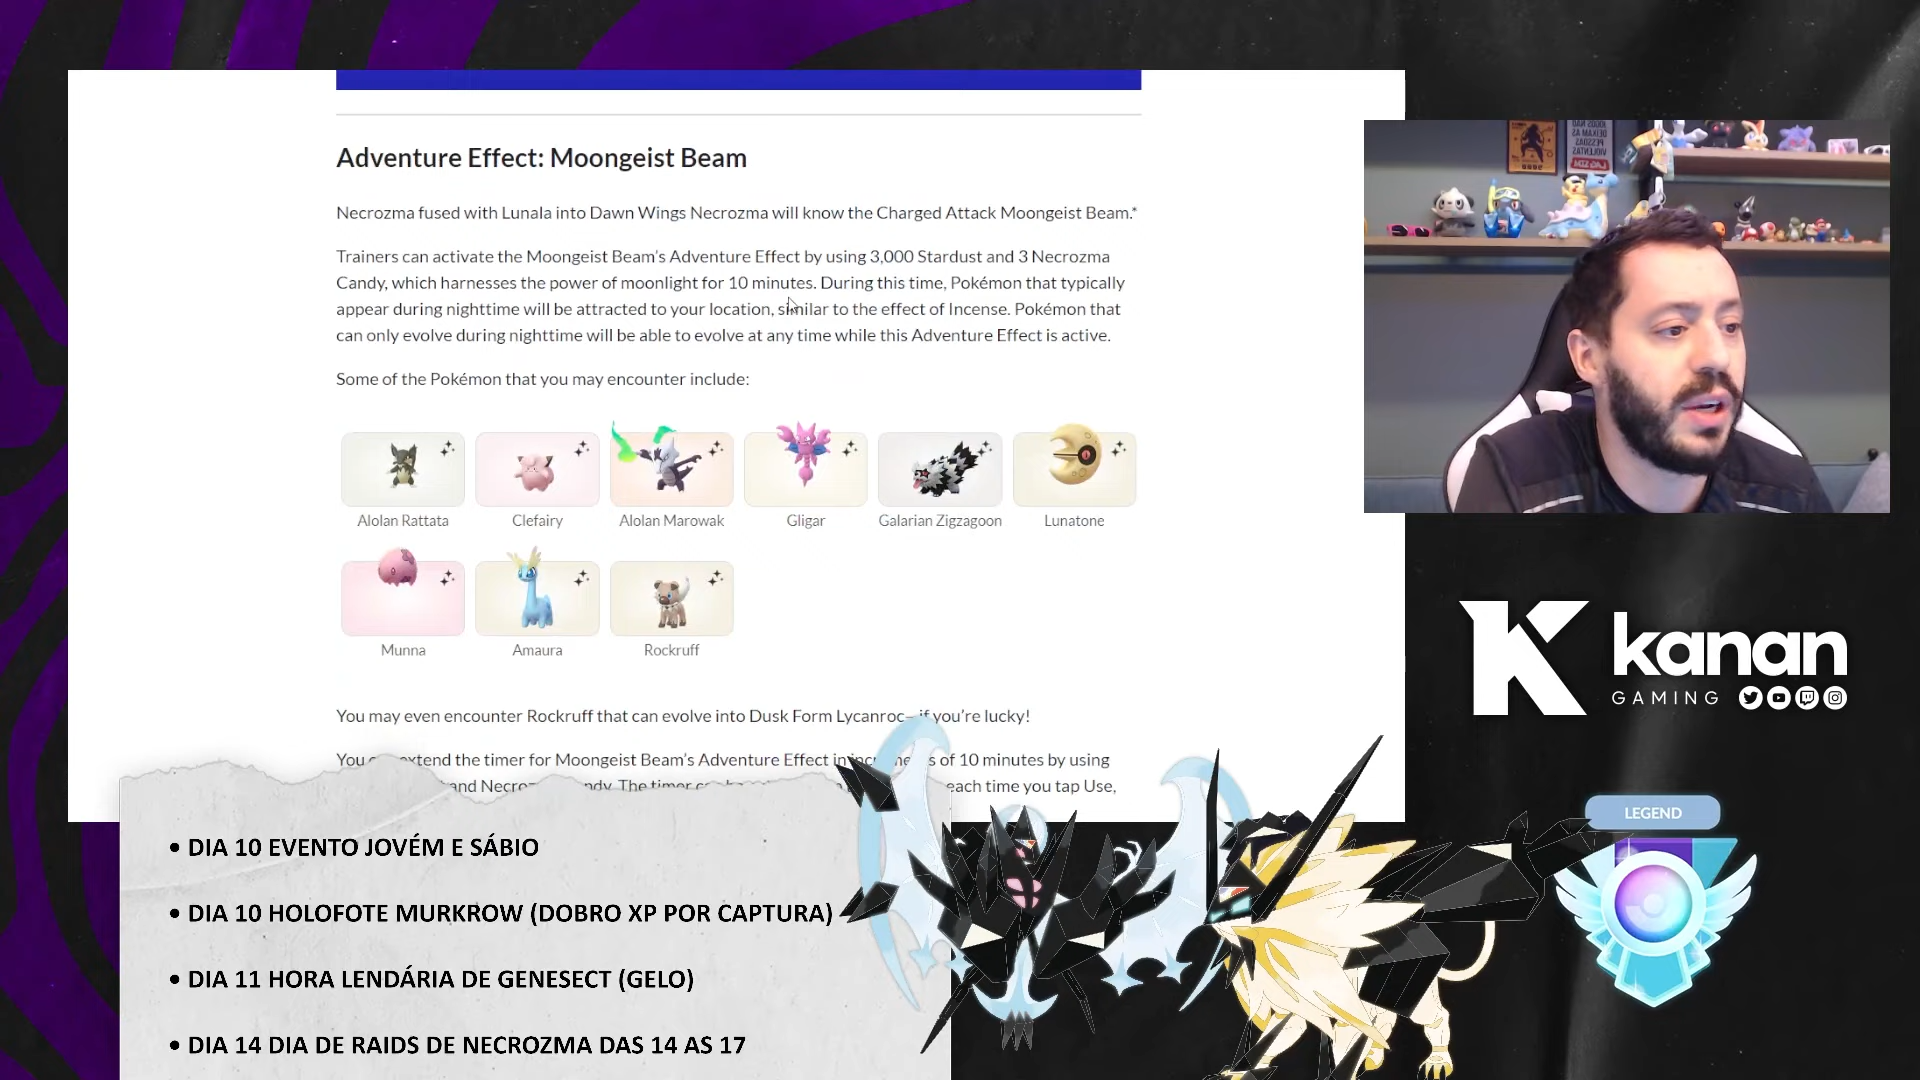 Adventure Effect: Moongeist Beam
Necrozma fused with Lunala into Dawn Wings Necrozma will know the Charged Attack Moongeist Beam.*
Trainers can activate the Moongeist Beam’s Adventure Effect by using 3,000 Stardust and 3 Necrozma
Candy, which harnesses the power of moonlight for 10 minutes. During this time, Pokémon that typically
appear during nighttime will be attracted to your location, similar to the effect of Incense. Pokémon that
can only evolve during nighttime will be able to evolve at any time while this Adventure Effect is active.
Some of the Pokémon that you may encounter include:
Alolan Rattata
Clefairy
Alolan Marowak
Gligar
Galarian Zigzagoon
Lunatone
Munna
Amaura
Rockruff
You may even encounter Rockruff that can evolve into Dusk Form Lycanroc—if you’re lucky!
extend the timer for Moongeist Beam’s Adventure Effect in of 10 minutes by using
and The each time you tap Use,
• DIA 10 EVENTO JOVÉM E SÁBIO
• DIA 10 HOLOFOTE MURKROW (DOBRO XP POR CAPTURA)
• DIA 11 HORA LENDÁRIA DE GENESECT (GELO)
• DIA 14 DIA DE RAIDS DE NECROZMA DAS 14 AS 17
K kanan
GAMING
LEGEND